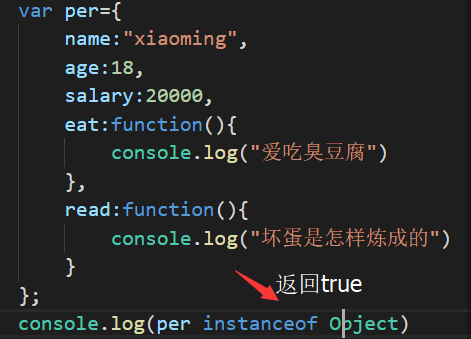 var per={
    name:"xiaoming",
    age:18,
    salary:20000,
    eat:function(){
        console.log("爱吃臭豆腐")
    },
    read:function(){
        console.log("坏蛋是怎样炼成的")
    }
};
返回true
console.log(per instanceof Object)